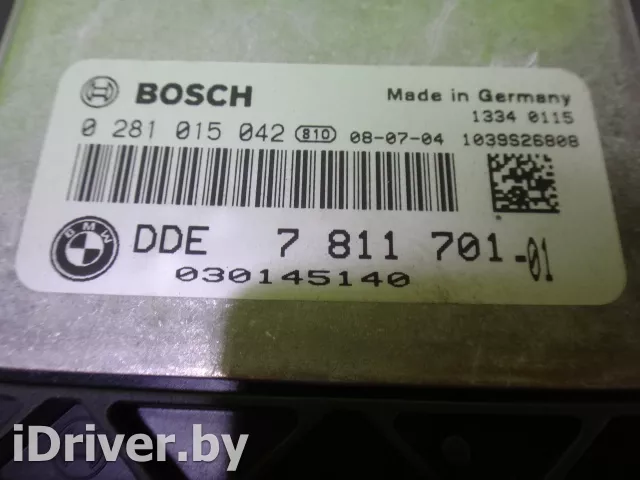 BOSCH
Made in Germany
1334 0115
0 281 015 042 810 08-07-04 1039S26808
BMW
DDE 7 811 701-01
030145140
iDriver.by